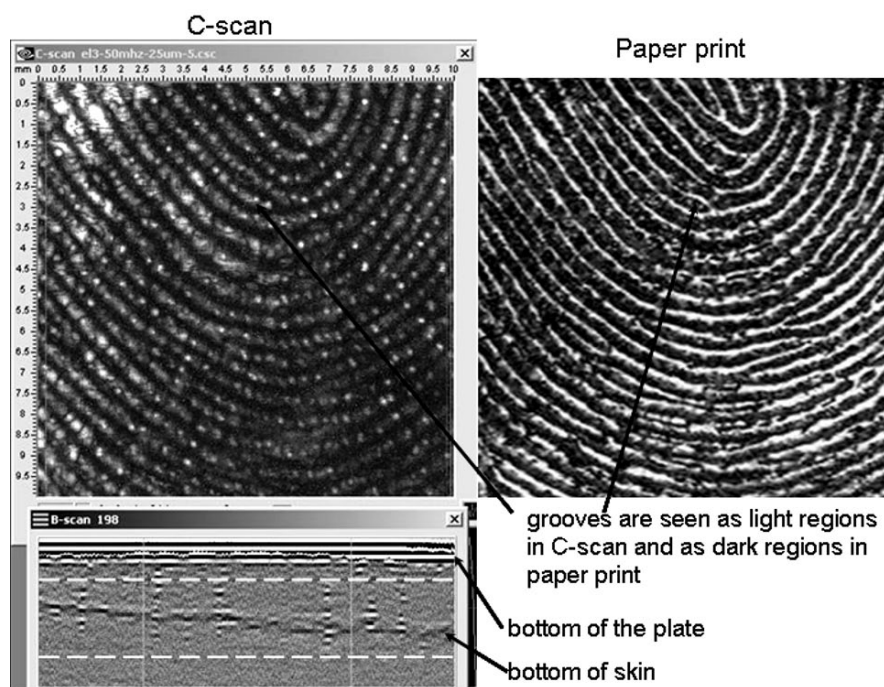 C-scan
Paper print
C-scan el3-50mhz-25um-5.csc
mm 0 0.5 1 1.5 2 2.5 3 3.5 4 4.5 5 5.5 6 6.5 7 7.5 8 8.5 9 9.5 10
0
0.5
1
1.5
2
2.5
3
3.5
4
4.5
5
5.5
6
6.5
7
7.5
8
8.5
9
9.5
B-scan 198
grooves are seen as light regions
in C-scan and as dark regions in
paper print
bottom of the plate
bottom of skin